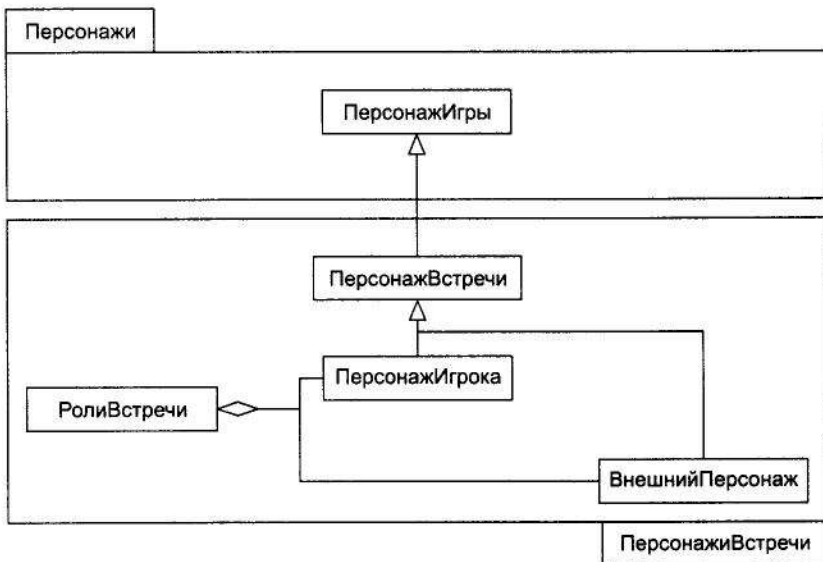 Персонажи
ПерсонажИгры
ПерсонажВстречи
ПерсонажИгрока
РолиВстречи
ВнешнийПерсонаж
ПерсонажиВстречи